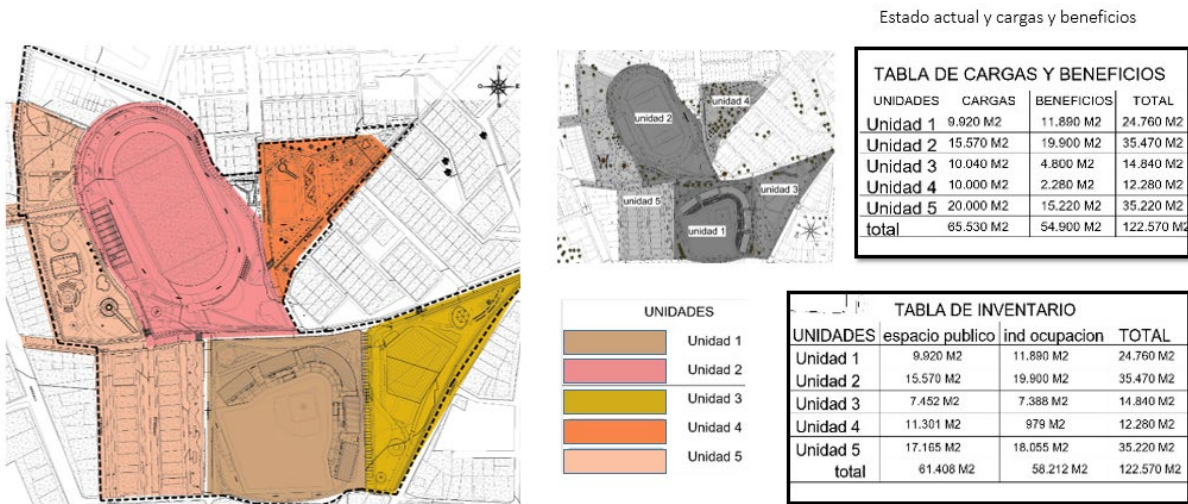 Estado actual y cargas y beneficios
unidad 2
unidad 4
unidad 3
unidad 5
unidad 1
TABLA DE CARGAS Y BENEFICIOS
UNIDADES CARGAS BENEFICIOS TOTAL
Unidad 1 9.920 M2 11.890 M2 24.760 M2
Unidad 2 15.570 M2 19.900 M2 35.470 M2
Unidad 3 10.040 M2 4.800 M2 14.840 M2
Unidad 4 10.000 M2 2.280 M2 12.280 M2
Unidad 5 20.000 M2 15.220 M2 35.220 M2
total 65.530 M2 54.900 M2 122.570 M2
UNIDADES
Unidad 1
Unidad 2
Unidad 3
Unidad 4
Unidad 5
TABLA DE INVENTARIO
UNIDADES espacio publico ind ocupacion TOTAL
Unidad 1 9.920 M2 11.890 M2 24.760 M2
Unidad 2 15.570 M2 19.900 M2 35.470 M2
Unidad 3 7.452 M2 7.388 M2 14.840 M2
Unidad 4 11.301 M2 979 M2 12.280 M2
Unidad 5 17.165 M2 18.055 M2 35.220 M2
total 61.408 M2 58.212 M2 122.570 M2